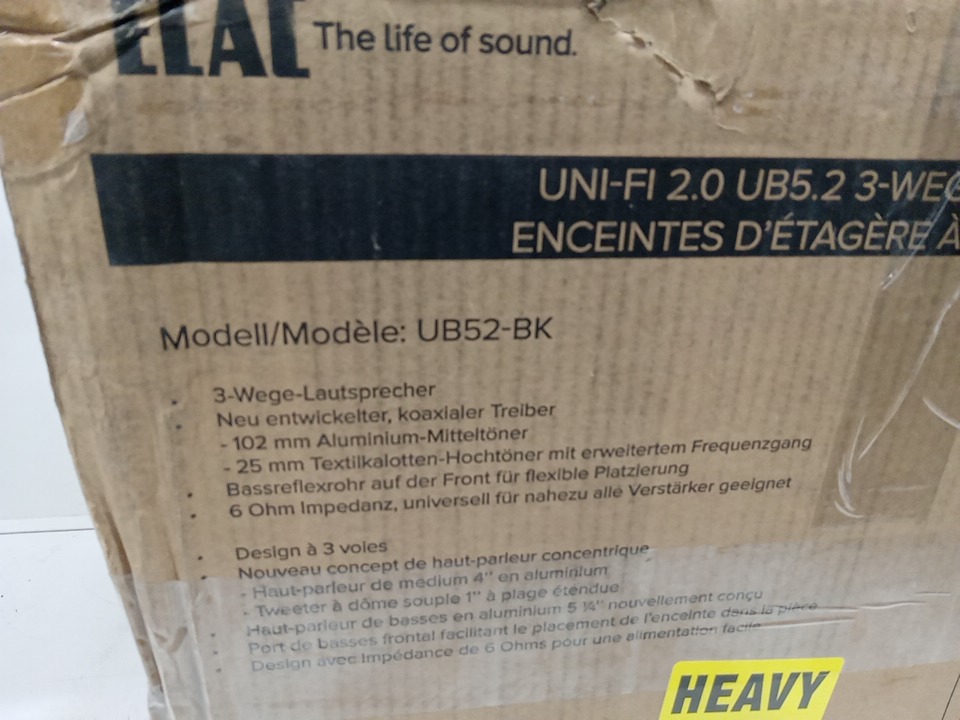 ELAC The life of sound.
UNI-FI 2.0 UB5.2 3-WEG
ENCEINTES D'ÉTAGÈRE À
Modell/Modèle: UB52-BK
• 3-Wege-Lautsprecher
• Neu entwickelter, koaxialer Treiber
- 102 mm Aluminium-Mitteltöner
- 25 mm Textilkalotten-Hochtöner mit erweitertem Frequenzgang
• Bassreflexrohr auf der Front für flexible Platzierung
• 6 Ohm Impedanz, universell für nahezu alle Verstärker geeignet
• Design à 3 voies
• Nouveau concept de haut-parleur concentrique
- Haut-parleur de médium 4" en aluminium
- Tweeter à dôme souple 1" à plage étendue
• Haut-parleur de basses en aluminium 5 ¼" nouvellement conçu
• Port de basses frontal facilitant le placement de l'enceinte dans la pièce
• Design avec Impédance de 6 Ohms pour une alimentation facile
HEAVY